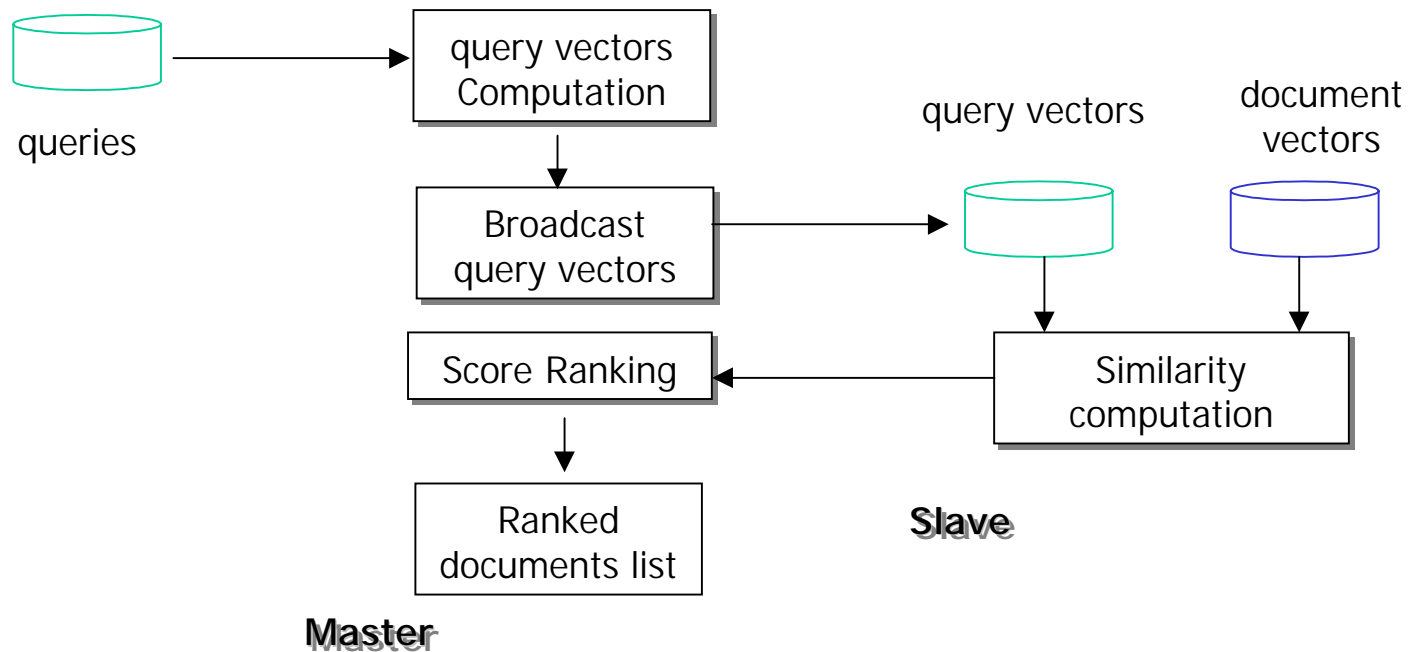 query vectors
Computation
queries
query vectors
document
vectors
Broadcast
query vectors
Score Ranking
Similarity
computation
Ranked
documents list
Slave
Master